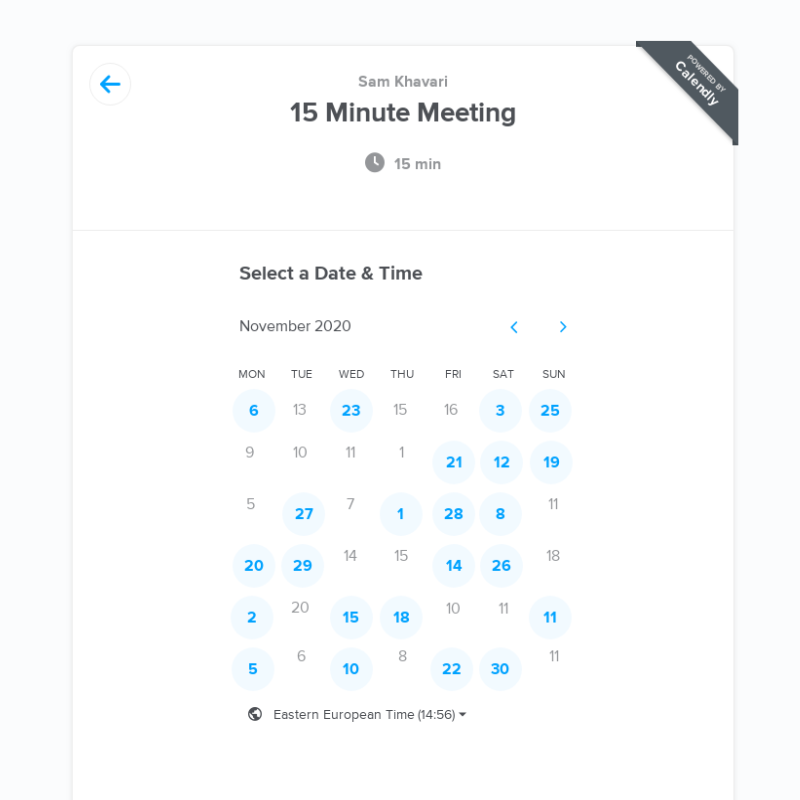 Sam Khavari
15 Minute Meeting
POWERED BY
Calendly
15 min
Select a Date & Time
November 2020
MON TUE WED THU FRI SAT SUN
6 13 23 15 16 3 25
9 10 11 1 21 12 19
5 27 7 1 28 8 11
20 29 14 15 14 26 18
2 20 15 18 10 11 11
5 6 10 8 22 30 11
Eastern European Time (14:56)